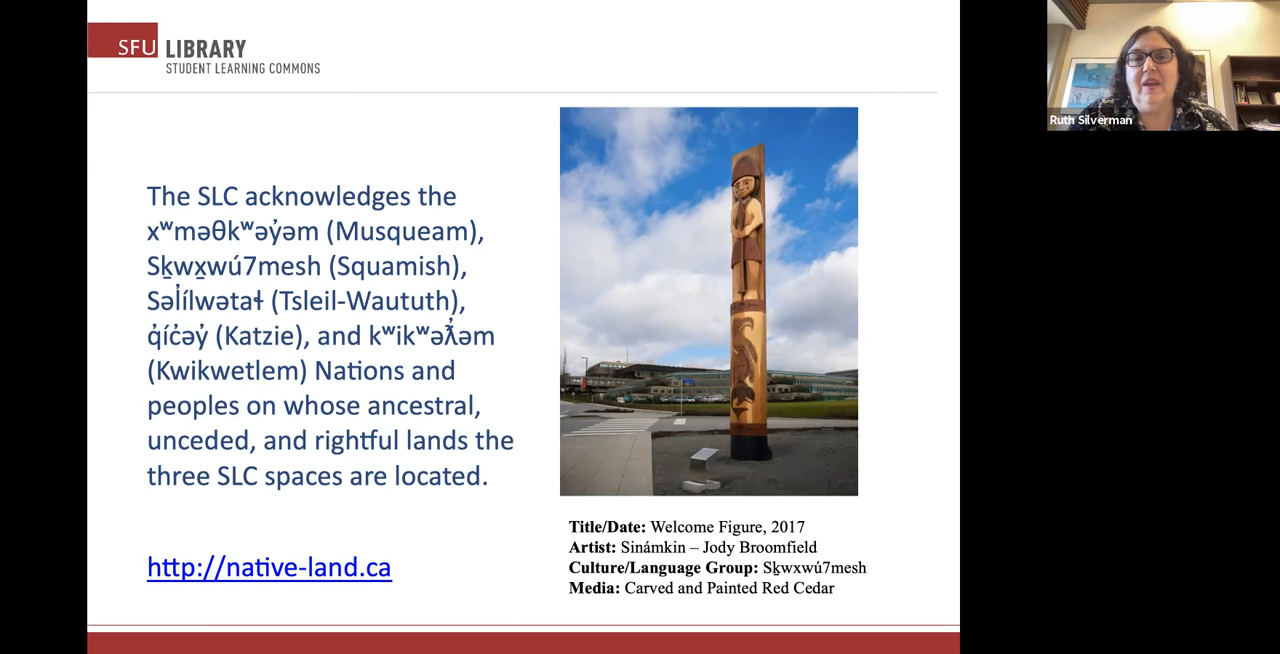 SFU LIBRARY
STUDENT LEARNING COMMONS
The SLC acknowledges the
xʷməθkʷəy̓əm (Musqueam),
Sḵwx̱wú7mesh (Squamish),
Səl̓ílwətaɬ (Tsleil-Waututh),
q̓íc̓əy̓ (Katzie), and kʷikʷəƛ̓əm
(Kwikwetlem) Nations and
peoples on whose ancestral,
unceded, and rightful lands the
three SLC spaces are located.
http://native-land.ca
Title/Date: Welcome Figure, 2017
Artist: Sinámkin – Jody Broomfield
Culture/Language Group: Sḵwxwú7mesh
Media: Carved and Painted Red Cedar
Ruth Silverman